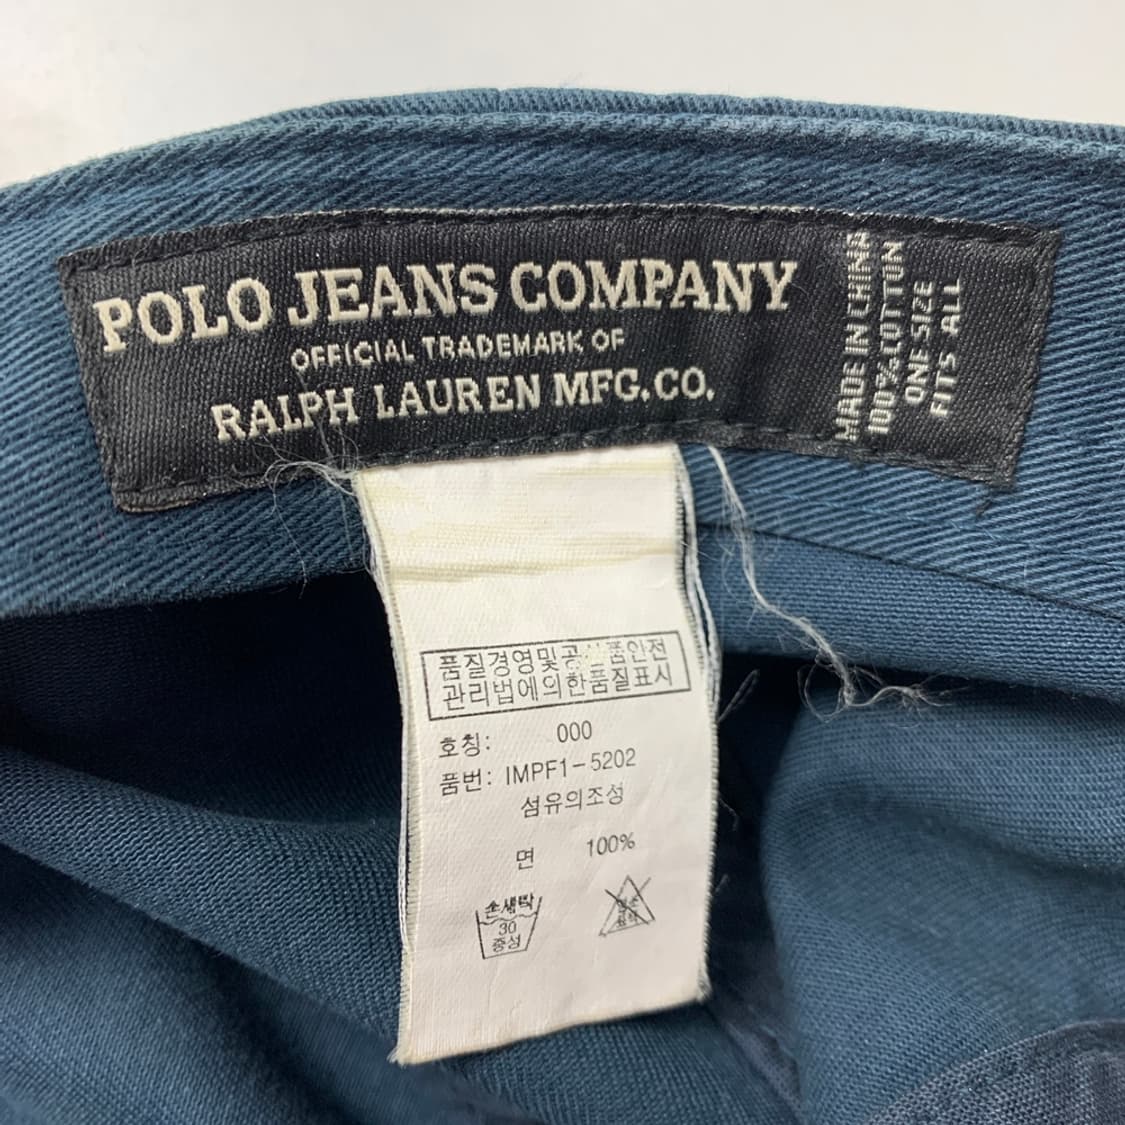 POLO JEANS COMPANY
OFFICIAL TRADEMARK OF
RALPH LAUREN MFG.CO.
MADE IN CHINA
100% COTTON
ONE SIZE
FITS ALL
품질경영및공산품안전
관리법에의한품질표시
호칭: 000
품번: IMPF1-5202
섬유의조성
면 100%
손세탁
30
중성